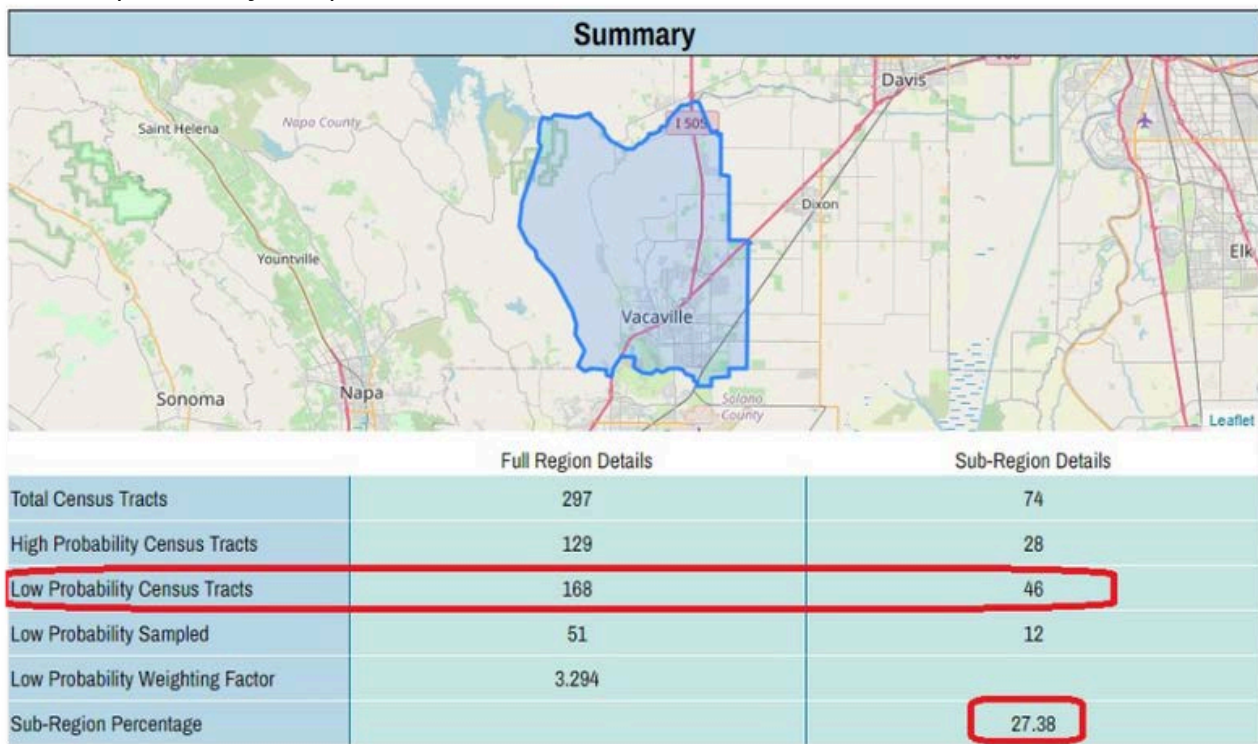 Summary
Davis
Saint Helena
Napa County
I 505
Dixon
Yountville
Elk
Vacaville
Sonoma
Napa
Solano
County
Leaflet
Full Region Details Sub-Region Details
Total Census Tracts 297 74
High Probability Census Tracts 129 28
Low Probability Census Tracts 168 46
Low Probability Sampled 51 12
Low Probability Weighting Factor 3.294
Sub-Region Percentage 27.38